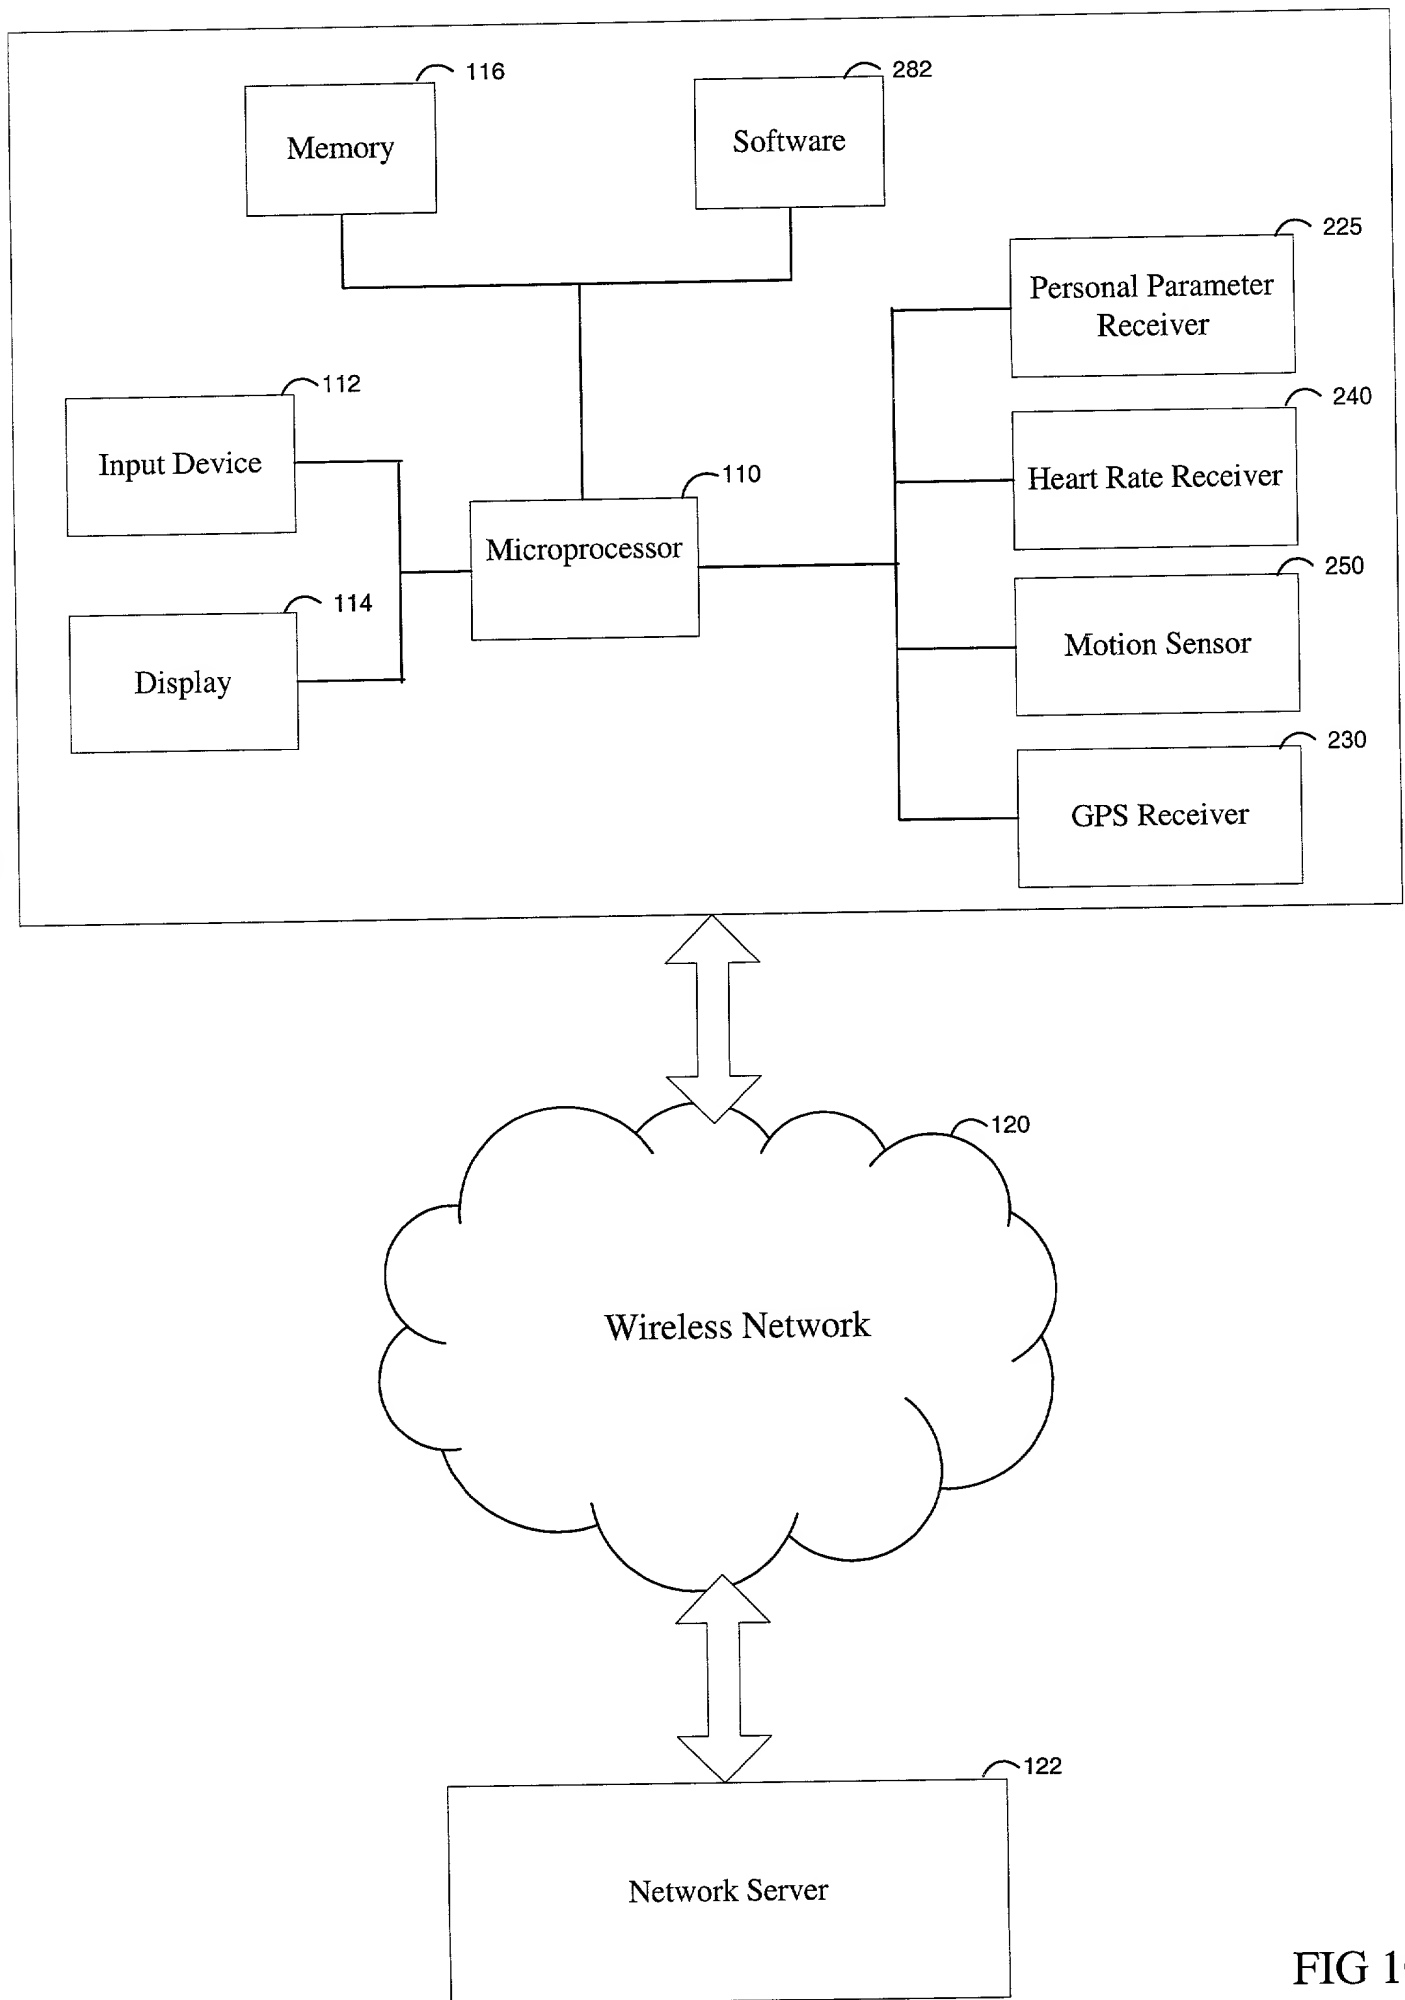 116
282
Memory
Software
225
Personal Parameter
Receiver
112
Input Device
240
Heart Rate Receiver
110
Microprocessor
250
Motion Sensor
114
Display
230
GPS Receiver
120
Wireless Network
122
Network Server
FIG 1